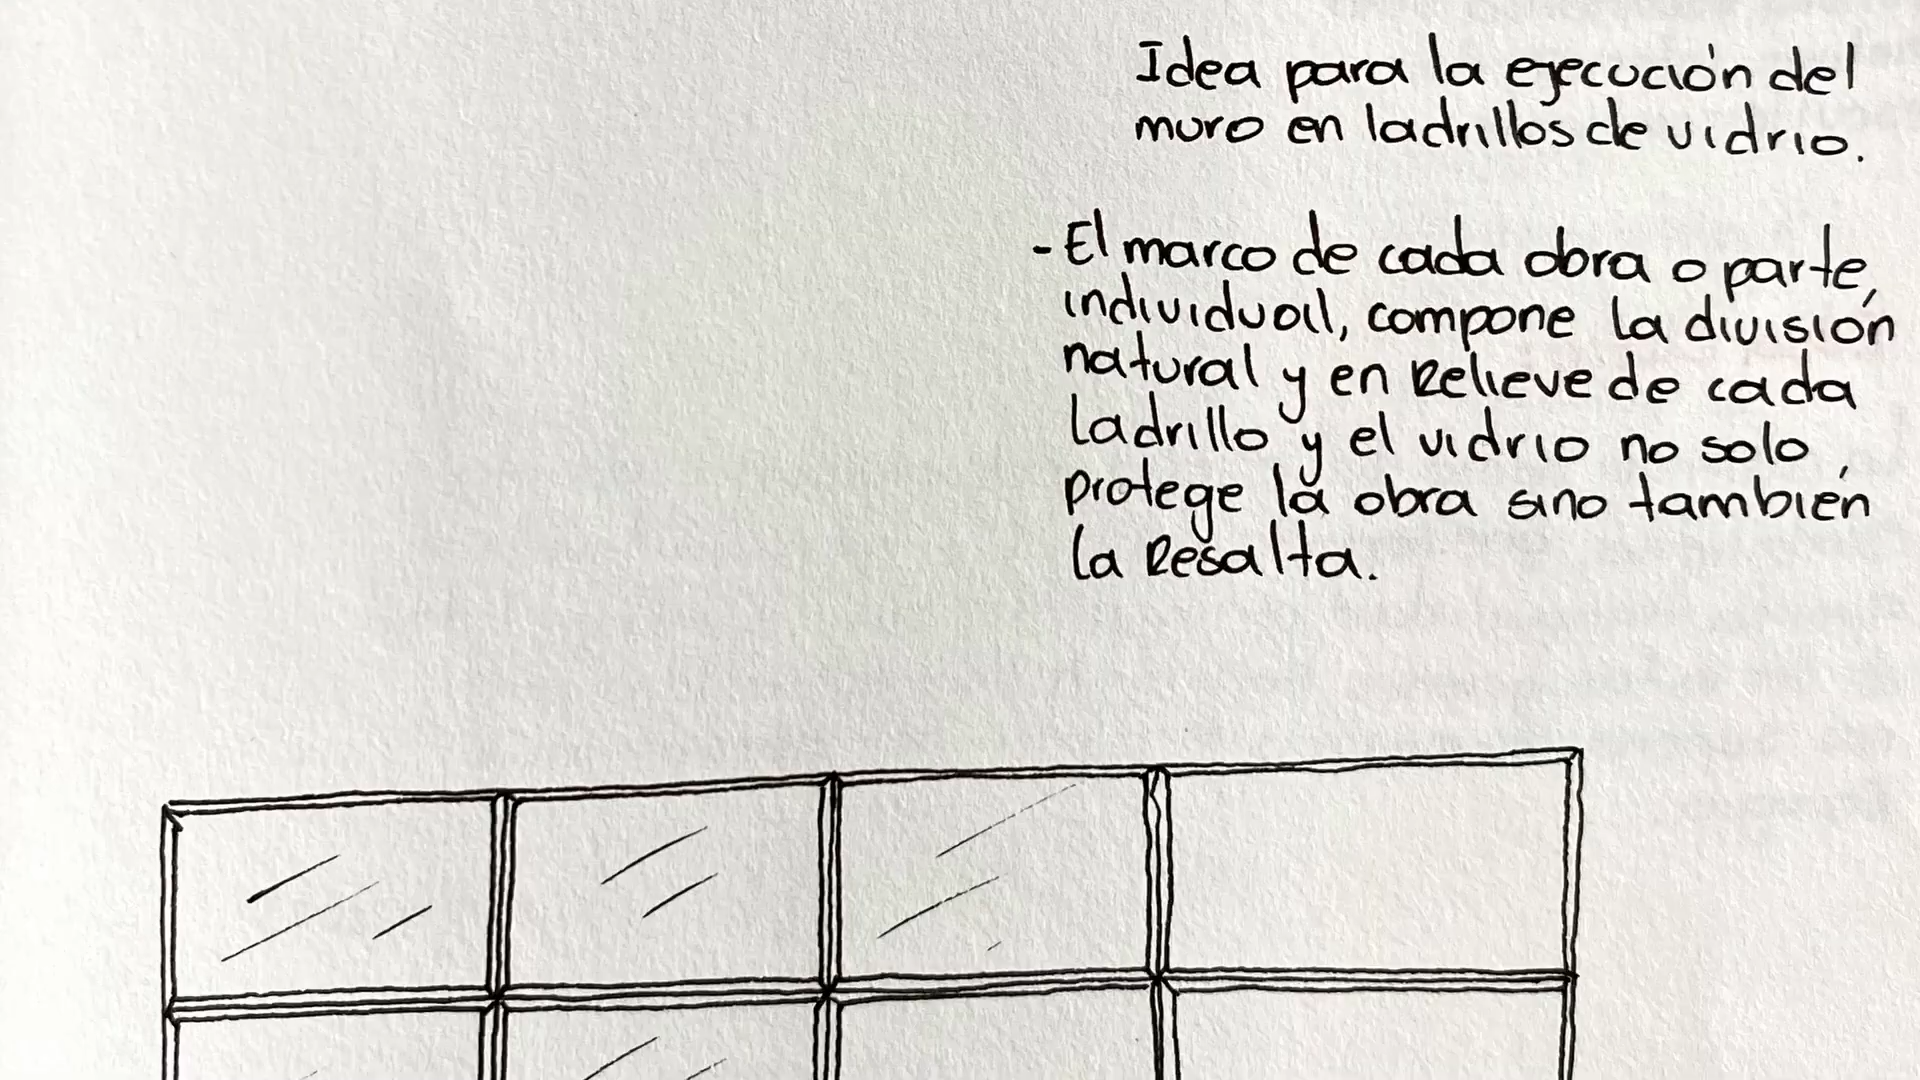 Idea para la ejecución del
muro en ladrillos de vidrio.
- El marco de cada obra o parte,
individual, compone la división
natural y en Relieve de cada
ladrillo y el vidrio no solo
protege la obra sino también
la Resalta.